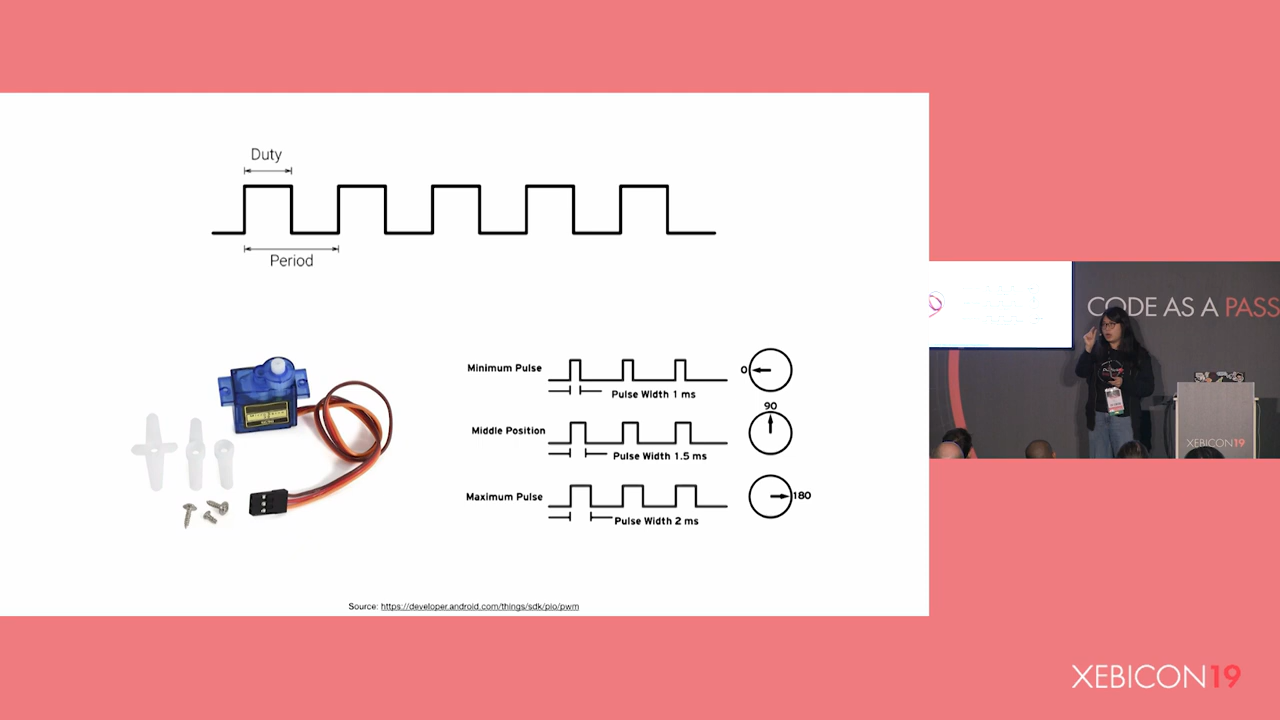 Duty
Period
Minimum Pulse
Pulse Width 1 ms
0
90
Middle Position
Pulse Width 1.5 ms
Maximum Pulse
Pulse Width 2 ms
180
Source: https://developer.android.com/things/sdk/pio/pwm
CODE AS A PASS
XEBICON19
XEBICON19